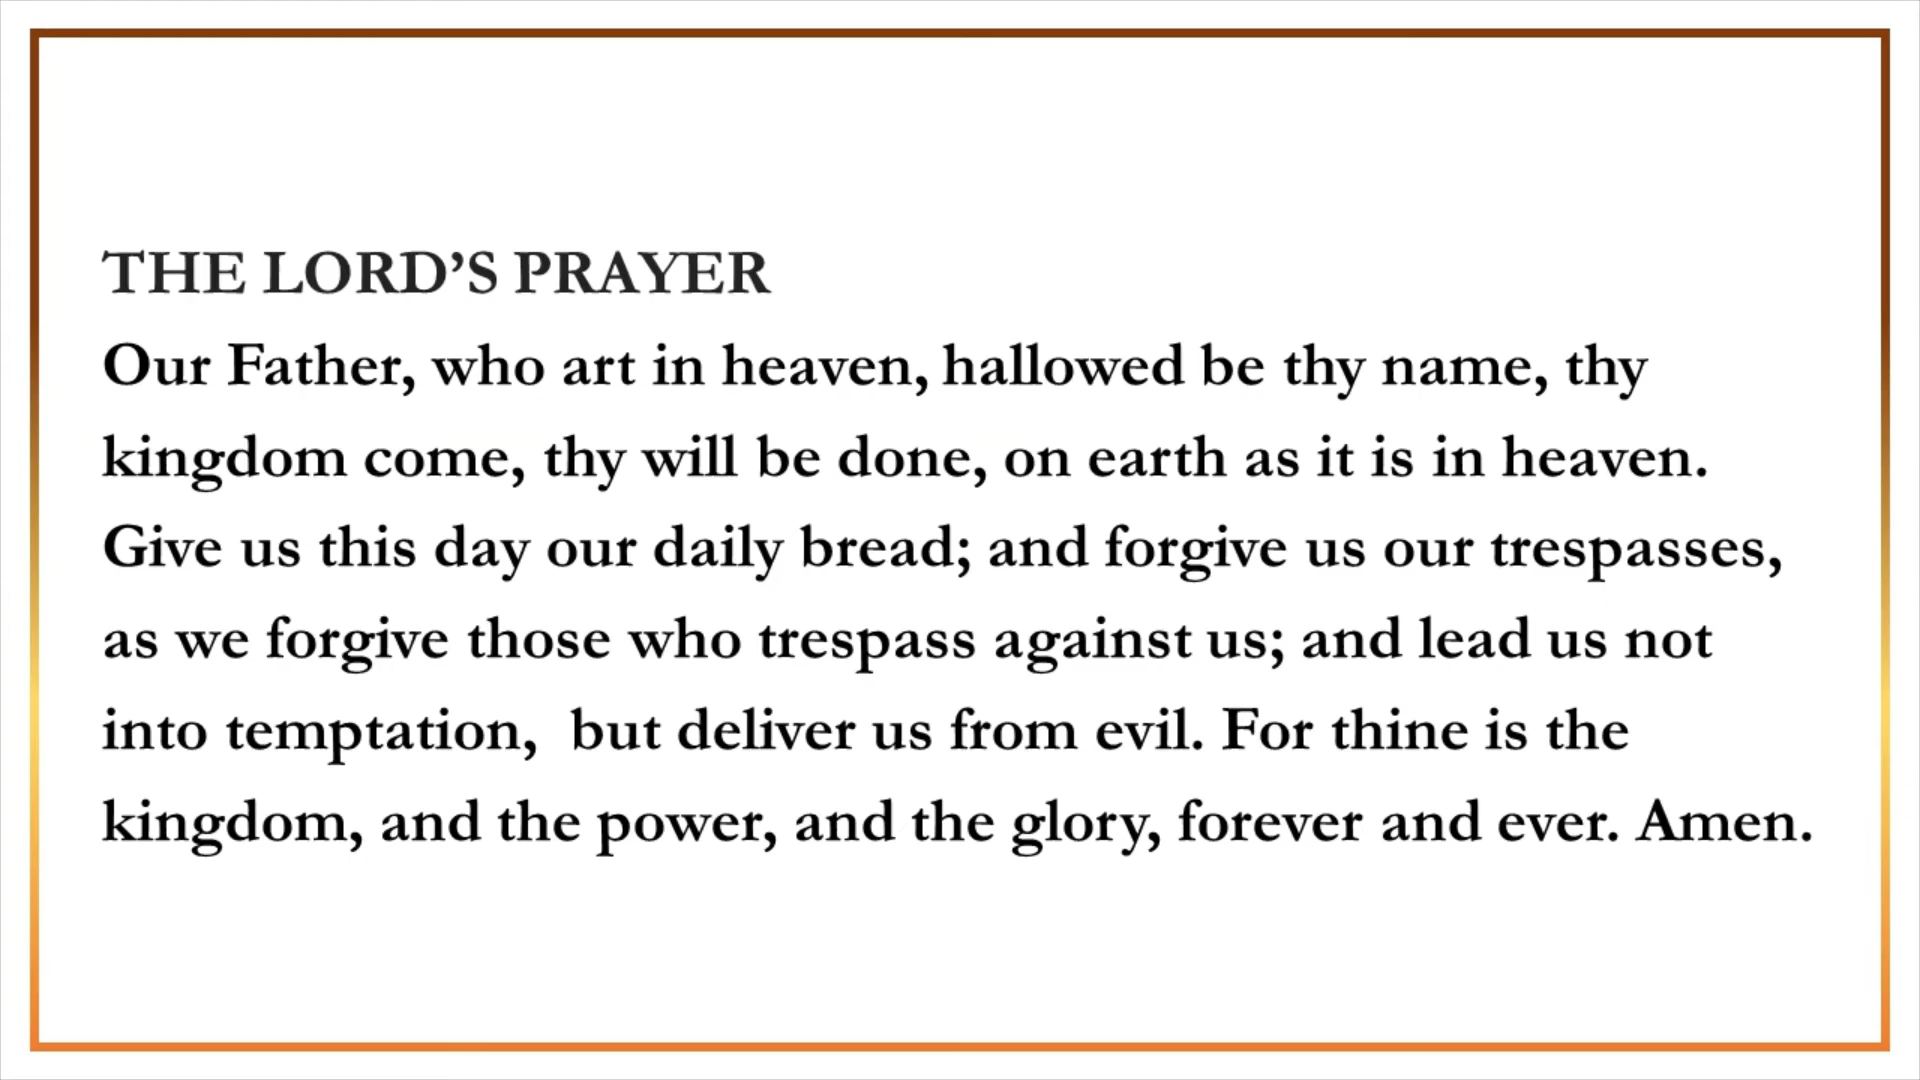 THE LORD’S PRAYER
Our Father, who art in heaven, hallowed be thy name, thy
kingdom come, thy will be done, on earth as it is in heaven.
Give us this day our daily bread; and forgive us our trespasses,
as we forgive those who trespass against us; and lead us not
into temptation,  but deliver us from evil. For thine is the
kingdom, and the power, and the glory, forever and ever. Amen.